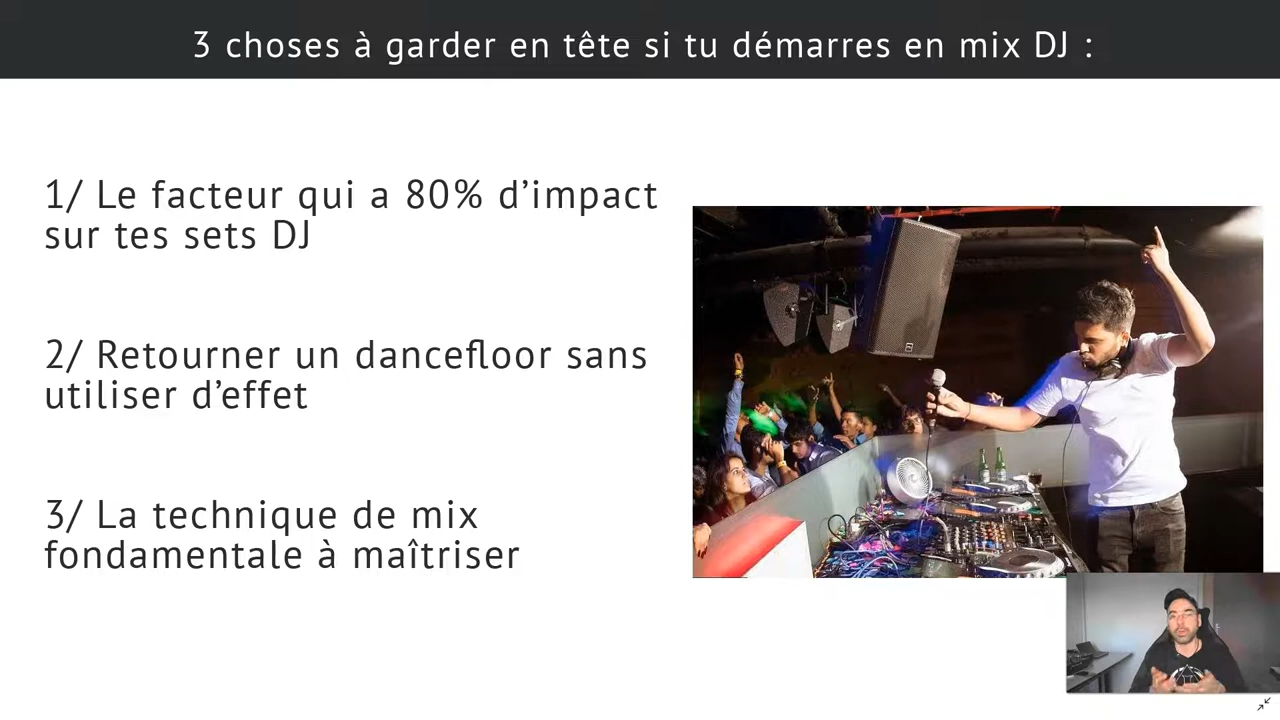 3 choses à garder en tête si tu démarres en mix DJ :
1/ Le facteur qui a 80% d’impact
sur tes sets DJ
2/ Retourner un dancefloor sans
utiliser d’effet
3/ La technique de mix
fondamentale à maîtriser